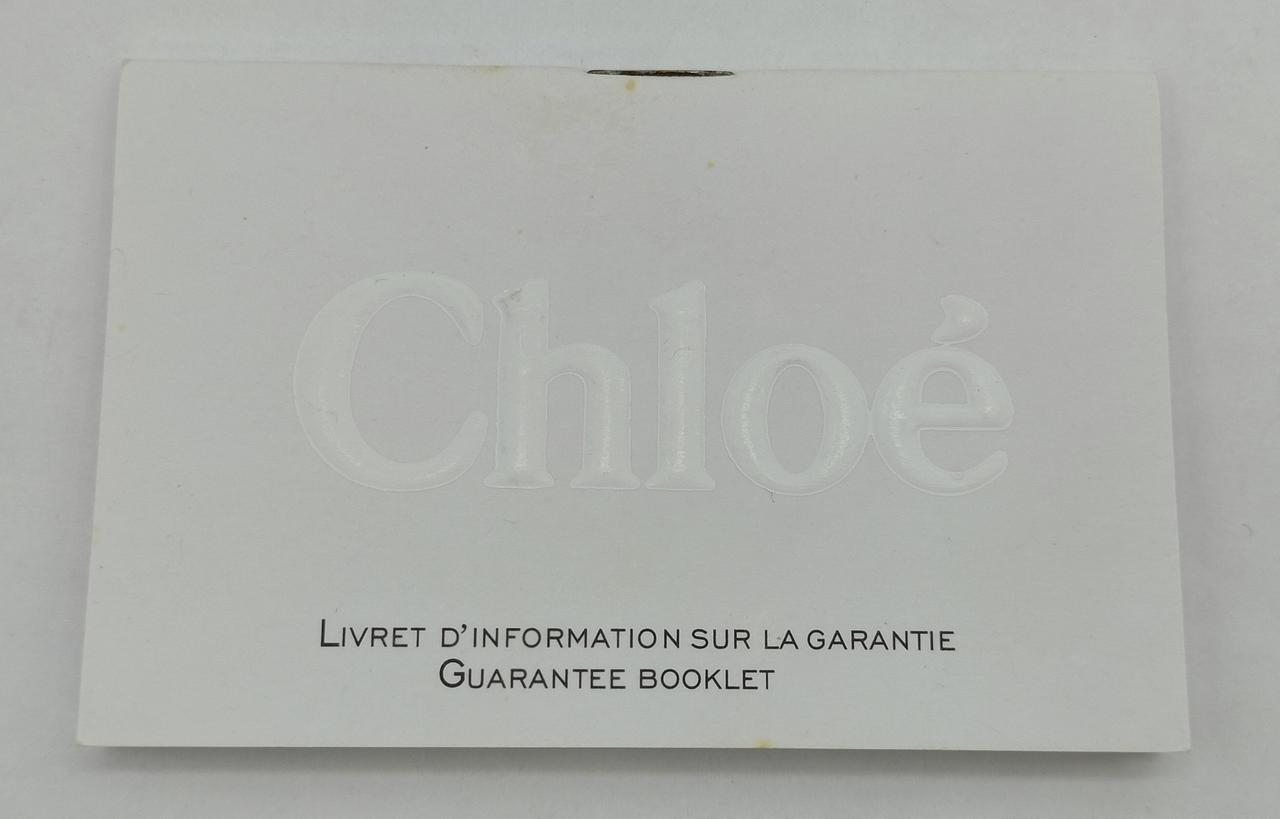 Chloé
LIVRET D'INFORMATION SUR LA GARANTIE
GUARANTEE BOOKLET